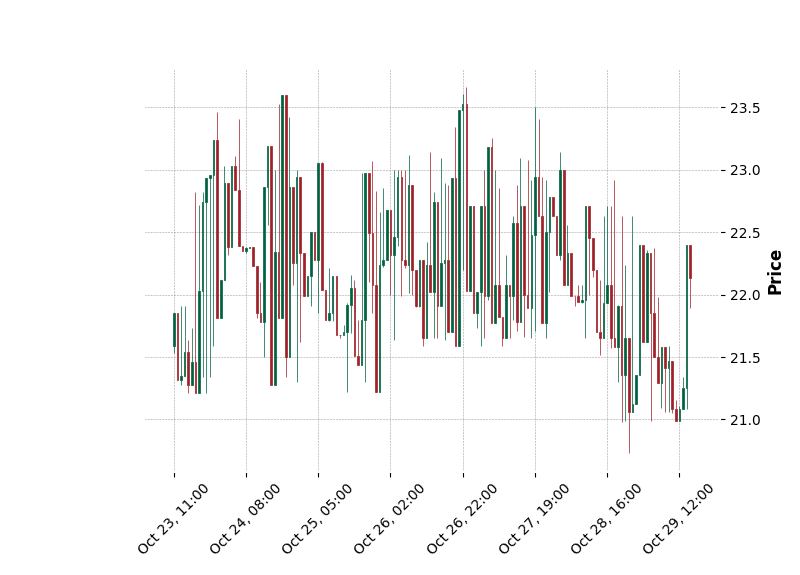 23.5
23.0
22.5
22.0
21.5
21.0
Price
Oct 23, 11:00
Oct 24, 08:00
Oct 25, 05:00
Oct 26, 02:00
Oct 26, 22:00
Oct 27, 19:00
Oct 28, 16:00
Oct 29, 12:00